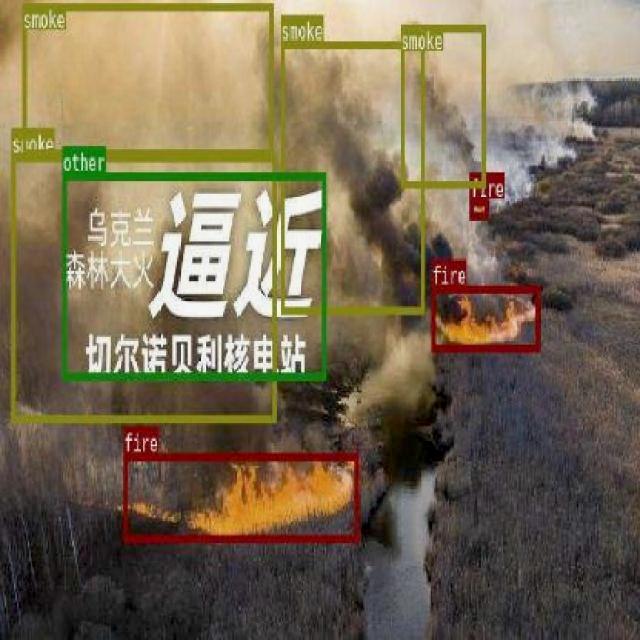 smoke
smoke
smoke
smoke
other
乌克兰
森林大火
逼近
切尔诺贝利核电站
fire
fire
fire